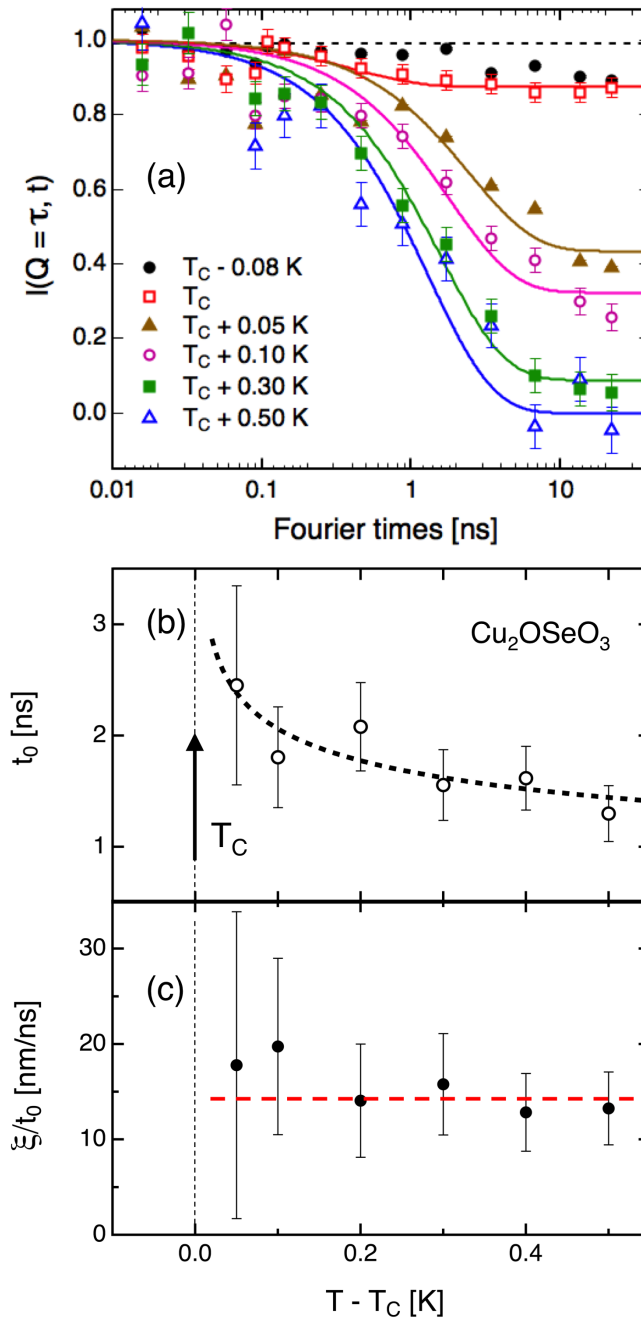 1.0
0.8
0.6
0.4
0.2
0.0
I(Q = τ, t)
(a)
T_C - 0.08 K
T_C
T_C + 0.05 K
T_C + 0.10 K
T_C + 0.30 K
T_C + 0.50 K
0.01 0.1 1 10
Fourier times [ns]
(b)
Cu₂OSeO₃
3
2
1
t₀ [ns]
T_C
(c)
30
20
10
0
ξ/t₀ [nm/ns]
0.0 0.2 0.4
T - T_C [K]